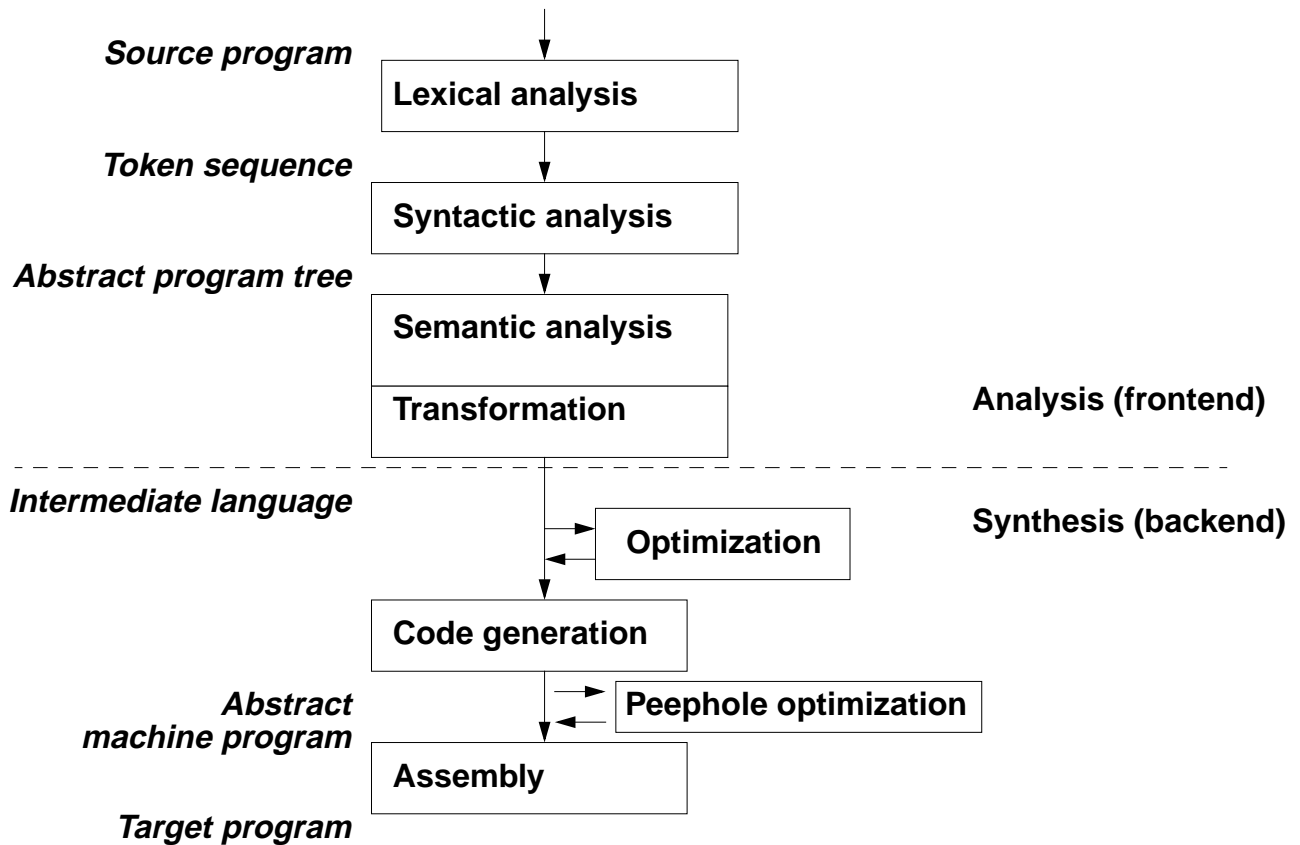 Source program
Lexical analysis
Token sequence
Syntactic analysis
Abstract program tree
Semantic analysis
Transformation
Analysis (frontend)
Intermediate language
Synthesis (backend)
Optimization
Code generation
Abstract
machine program
Peephole optimization
Assembly
Target program